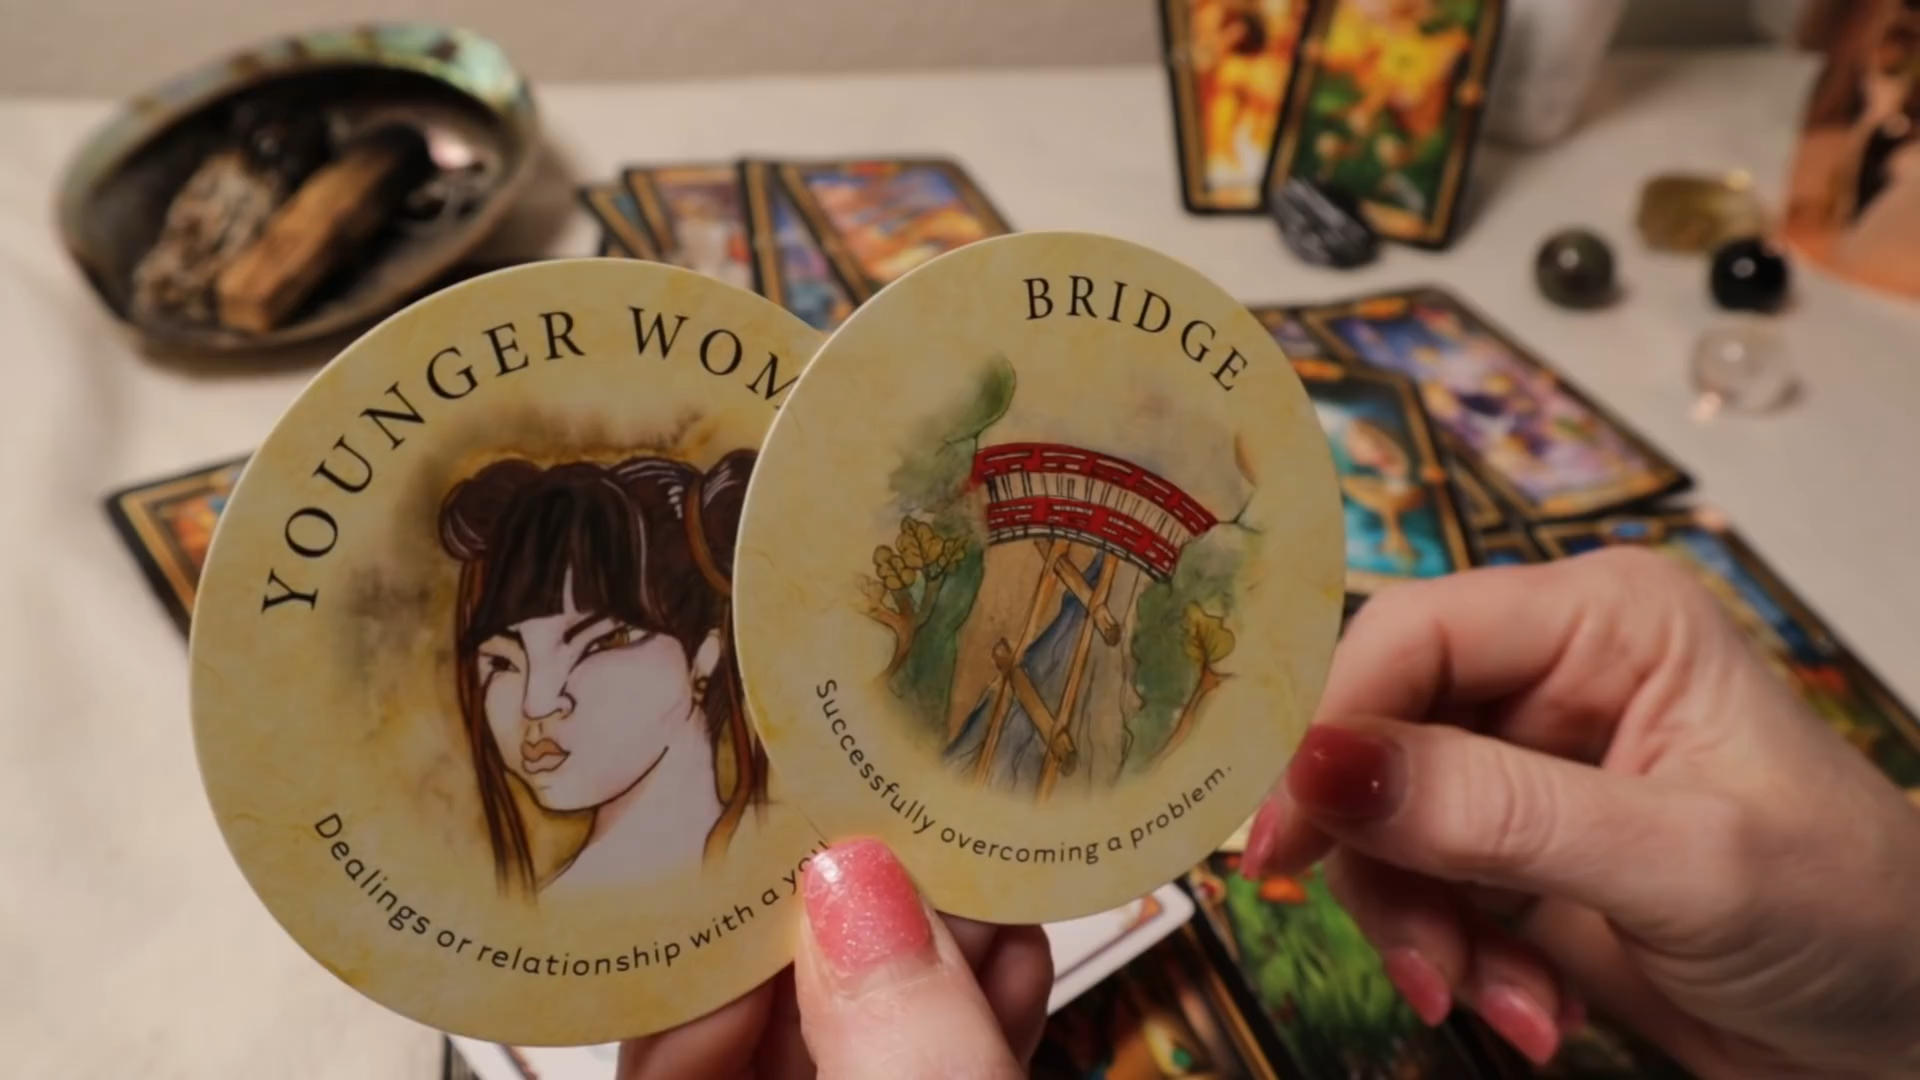 YOUNGER WOM
Dealings or relationship with a you
BRIDGE
Successfully overcoming a problem.